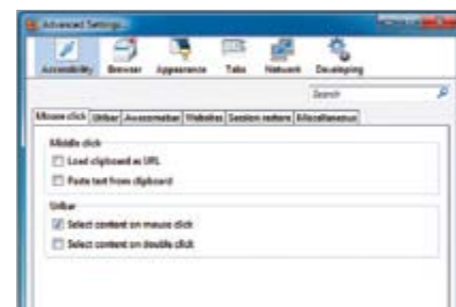 Advanced Settings...
Accessibility Browser Appearance Tabs Network Developing
Search
Mouse click Urlbar Awesomebar Websites Session restore Miscellaneous
Middle click
Load clipboard as URL
Paste text from clipboard
Urlbar
Select content on mouse click
Select content on double click